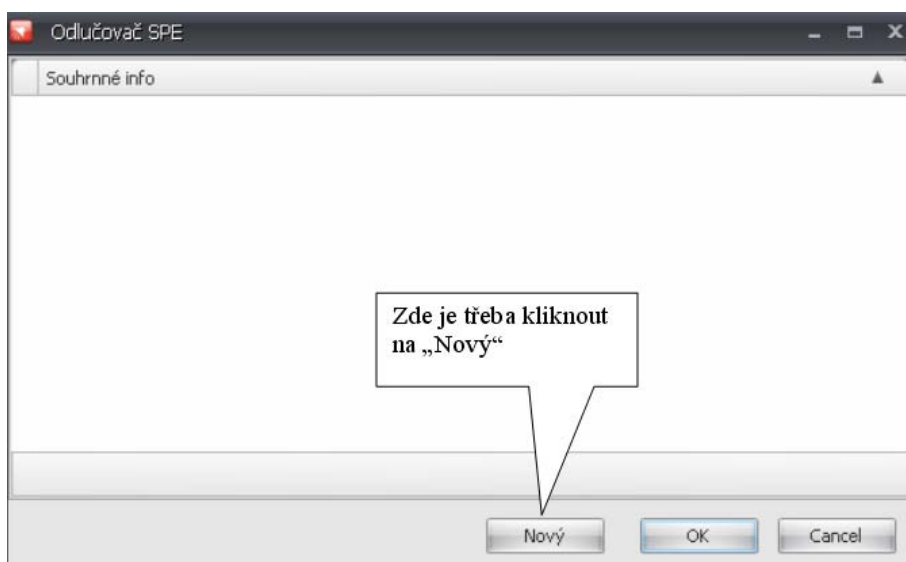 Odlučovač SPE
Souhrnné info
Zde je třeba kliknout
na „Nový“
Nový
OK
Cancel